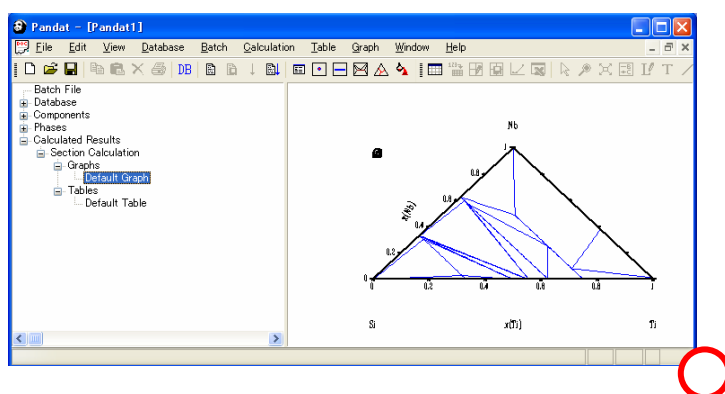 Pandat - [Pandat1]
File Edit View Database Batch Calculation Table Graph Window Help
DB
Batch File
Database
Components
Phases
Calculated Results
Section Calculation
Graphs
Default Graph
Tables
Default Table
Nb
1
0.8
0.6
x(Nb)
0.4
0.2
0
0 0.2 0.4 0.6 0.8 1
Si x(Ti) Ti